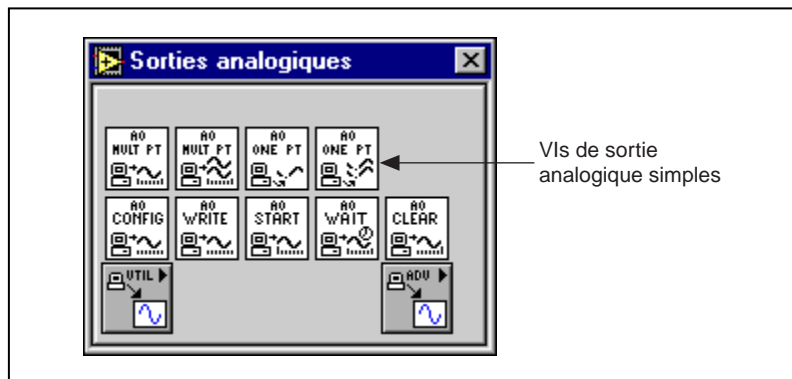 Sorties analogiques
AO MULT PT
AO MULT PT
AO ONE PT
AO ONE PT
VIs de sortie
analogique simples
AO CONFIG
AO WRITE
AO START
AO WAIT
AO CLEAR
UTIL
ADV